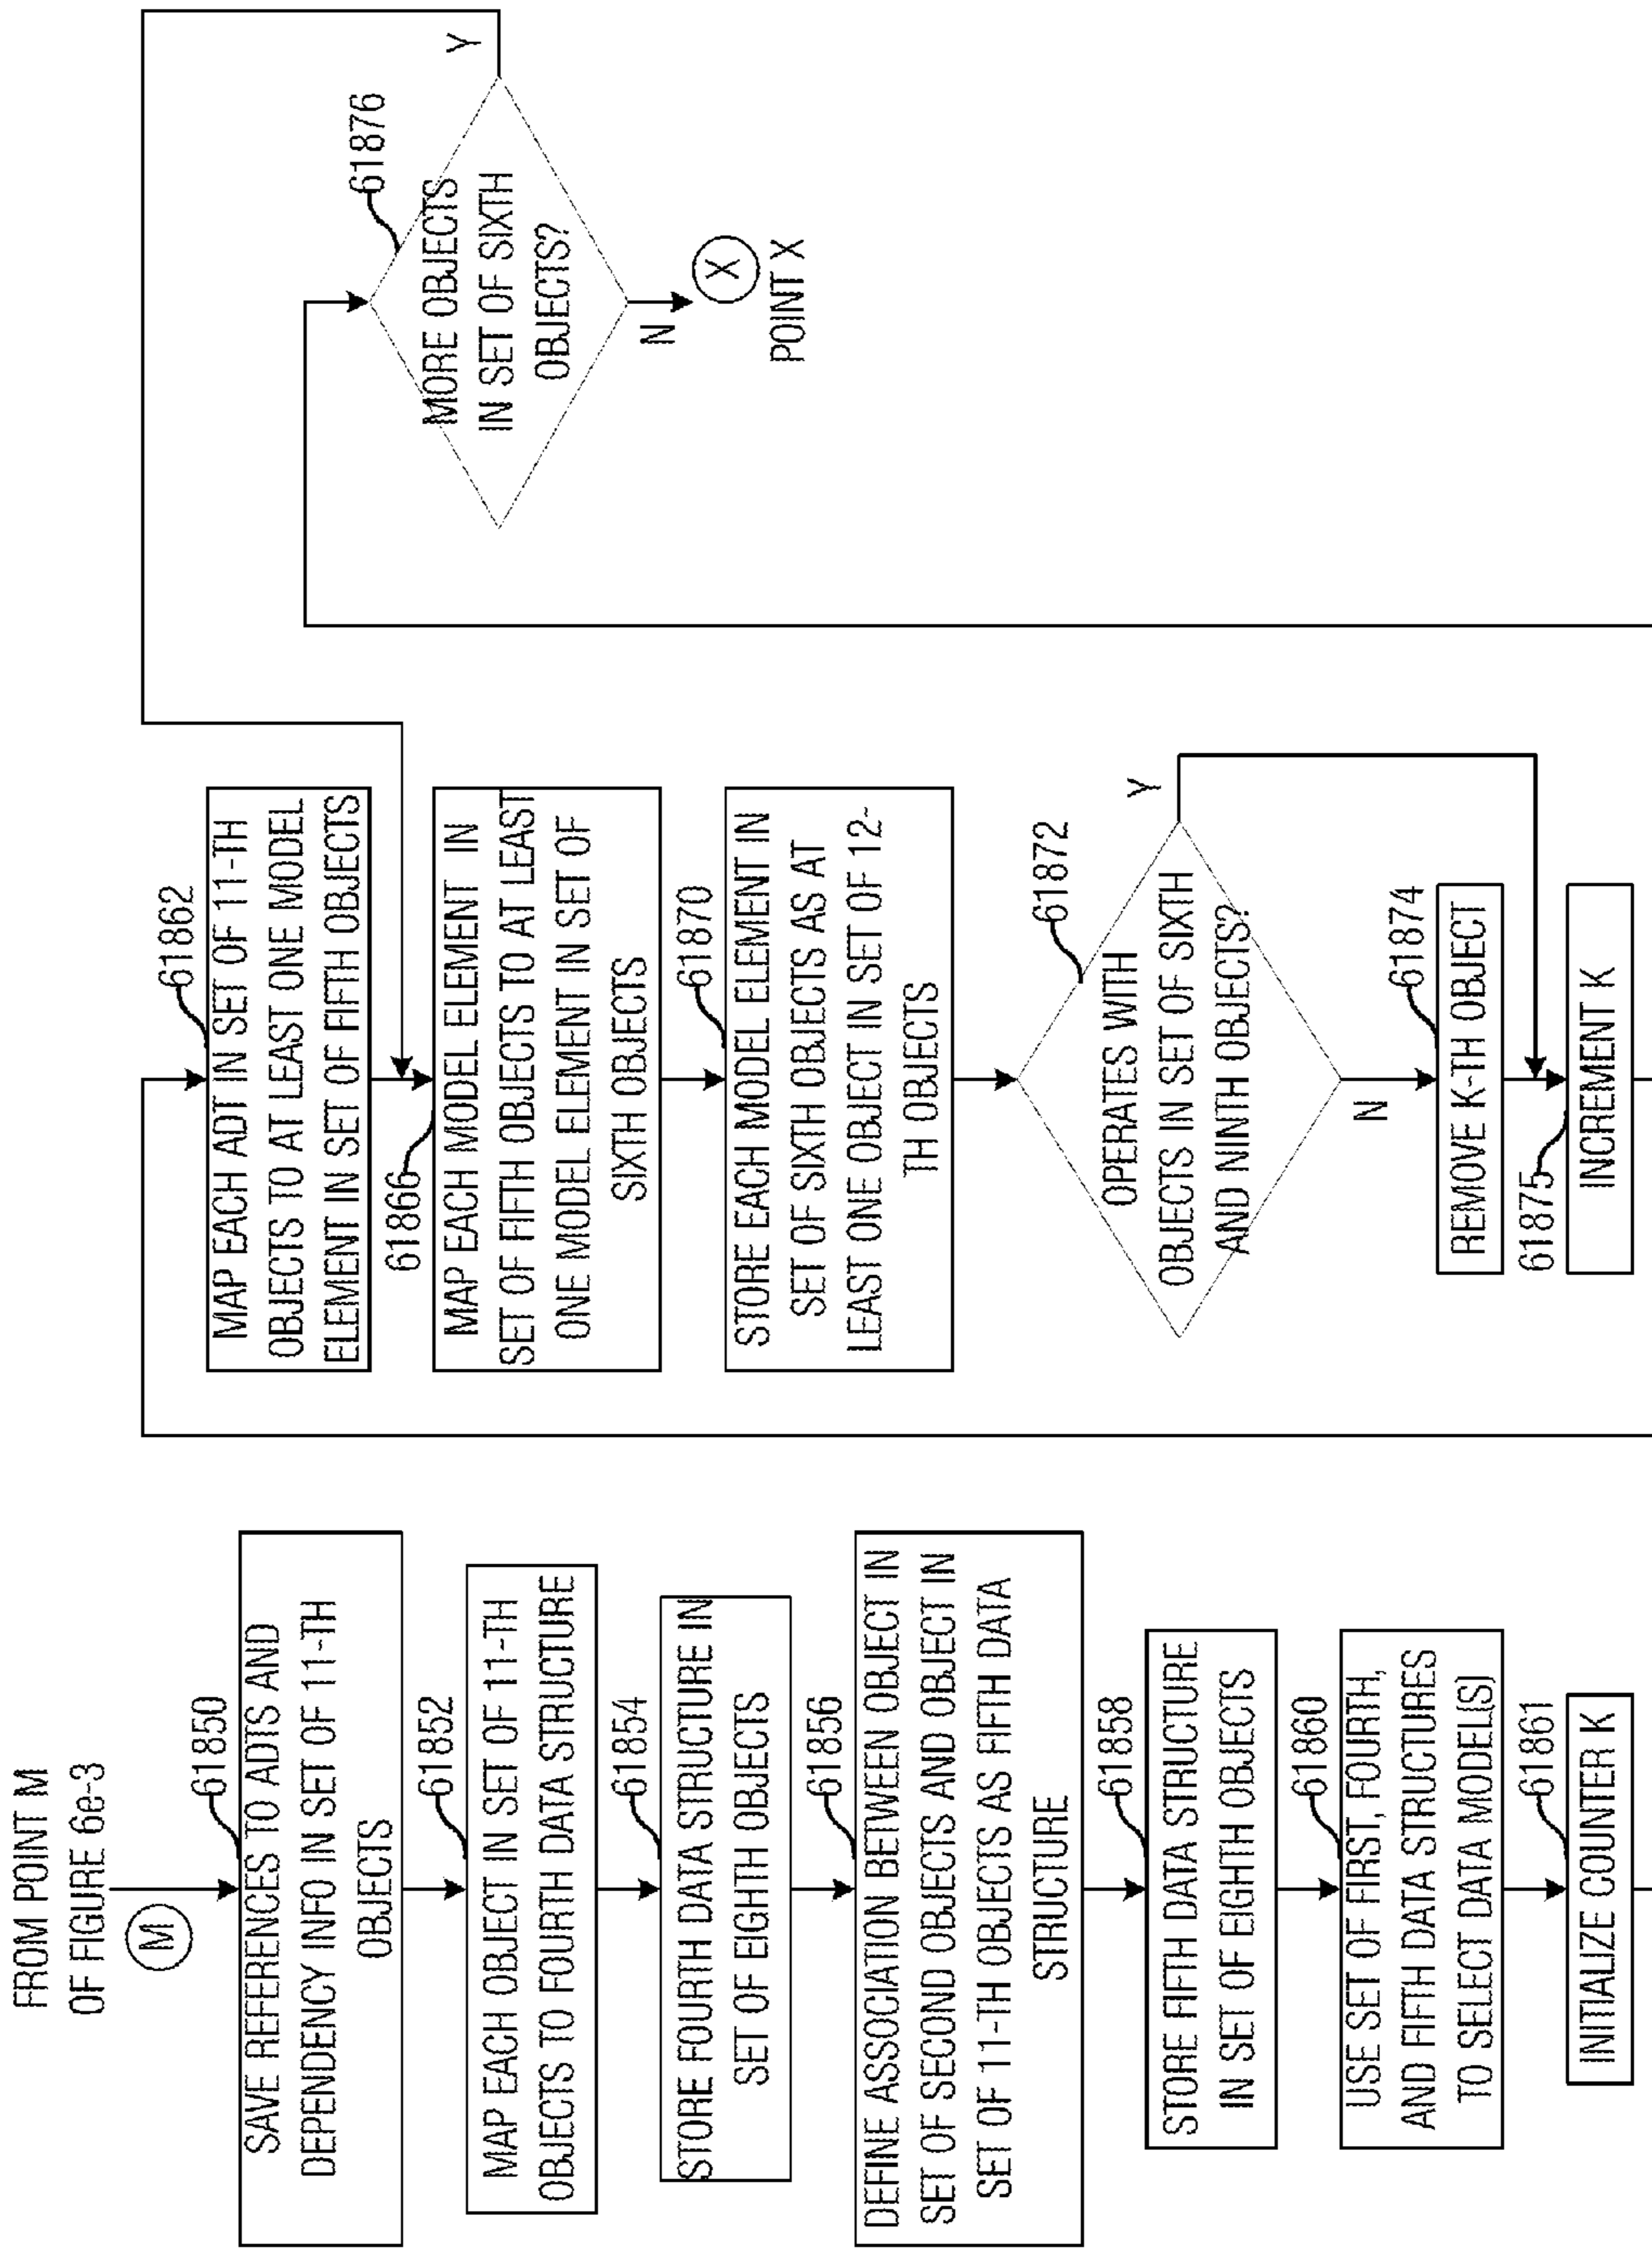 FROM POINT M
OF FIGURE 6e-3
M
61850
SAVE REFERENCES TO ADTS AND
DEPENDENCY INFO IN SET OF 11-TH
OBJECTS
61852
MAP EACH OBJECT IN SET OF 11-TH
OBJECTS TO FOURTH DATA STRUCTURE
61854
STORE FOURTH DATA STRUCTURE IN
SET OF EIGHTH OBJECTS
61856
DEFINE ASSOCIATION BETWEEN OBJECT IN
SET OF SECOND OBJECTS AND OBJECT IN
SET OF 11-TH OBJECTS AS FIFTH DATA
STRUCTURE
61858
STORE FIFTH DATA STRUCTURE
IN SET OF EIGHTH OBJECTS
61860
USE SET OF FIRST, FOURTH,
AND FIFTH DATA STRUCTURES
TO SELECT DATA MODEL(S)
61861
INITIALIZE COUNTER K
61862
MAP EACH ADT IN SET OF 11-TH
OBJECTS TO AT LEAST ONE MODEL
ELEMENT IN SET OF FIFTH OBJECTS
61866
MAP EACH MODEL ELEMENT IN
SET OF FIFTH OBJECTS TO AT LEAST
ONE MODEL ELEMENT IN SET OF
SIXTH OBJECTS
61870
STORE EACH MODEL ELEMENT IN
SET OF SIXTH OBJECTS AS AT
LEAST ONE OBJECT IN SET OF 12-
TH OBJECTS
61872
OPERATES WITH
OBJECTS IN SET OF SIXTH
AND NINTH OBJECTS?
Y
N
61874
REMOVE K-TH OBJECT
61875
INCREMENT K
61876
MORE OBJECTS
IN SET OF SIXTH
OBJECTS?
Y
N
X
POINT X